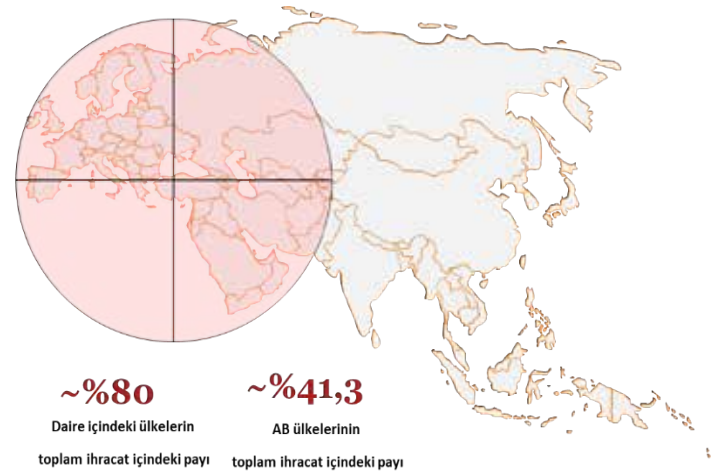 ~%80
Daire içindeki ülkelerin
toplam ihracat içindeki payı
~%41,3
AB ülkelerinin
toplam ihracat içindeki payı